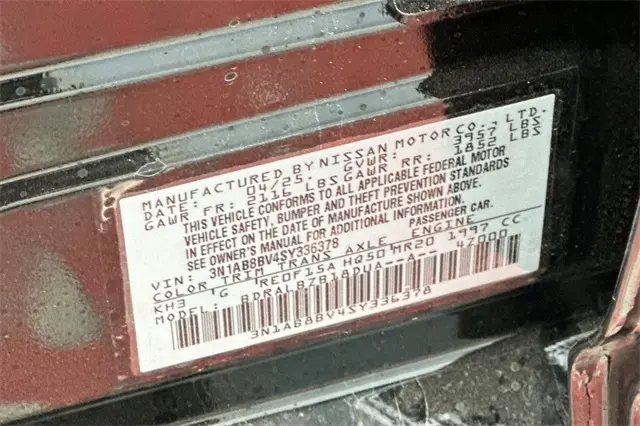 MANUFACTURED BY NISSAN MOTOR CO., LTD.
DATE: 04/25, GVWR: 3957 LBS
GAWR FR: 2116 LBS GAWR RR: 1852 LBS
THIS VEHICLE CONFORMS TO ALL APPLICABLE FEDERAL MOTOR
VEHICLE SAFETY, BUMPER AND THEFT PREVENTION STANDARDS
IN EFFECT ON THE DATE OF MANUFACTURE SHOWN ABOVE.
SEE OWNER'S MANUAL FOR ADDITIONAL INFORMATION.
VIN: 3N1AB8BV4SY336378 PASSENGER CAR.
COLOR TRIM TRANS AXLE ENGINE 47000
KH3 G RE0F15A HQ50 MR20 1997 CC
MODEL: BDRALBZB18DUA--A--
3N1AB8BV4SY336378